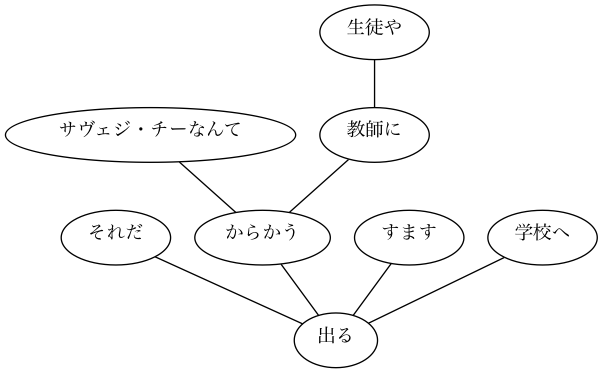 生徒や
サヴェジ・チーなんて
教師に
それだ
からかう
すます
学校へ
出る